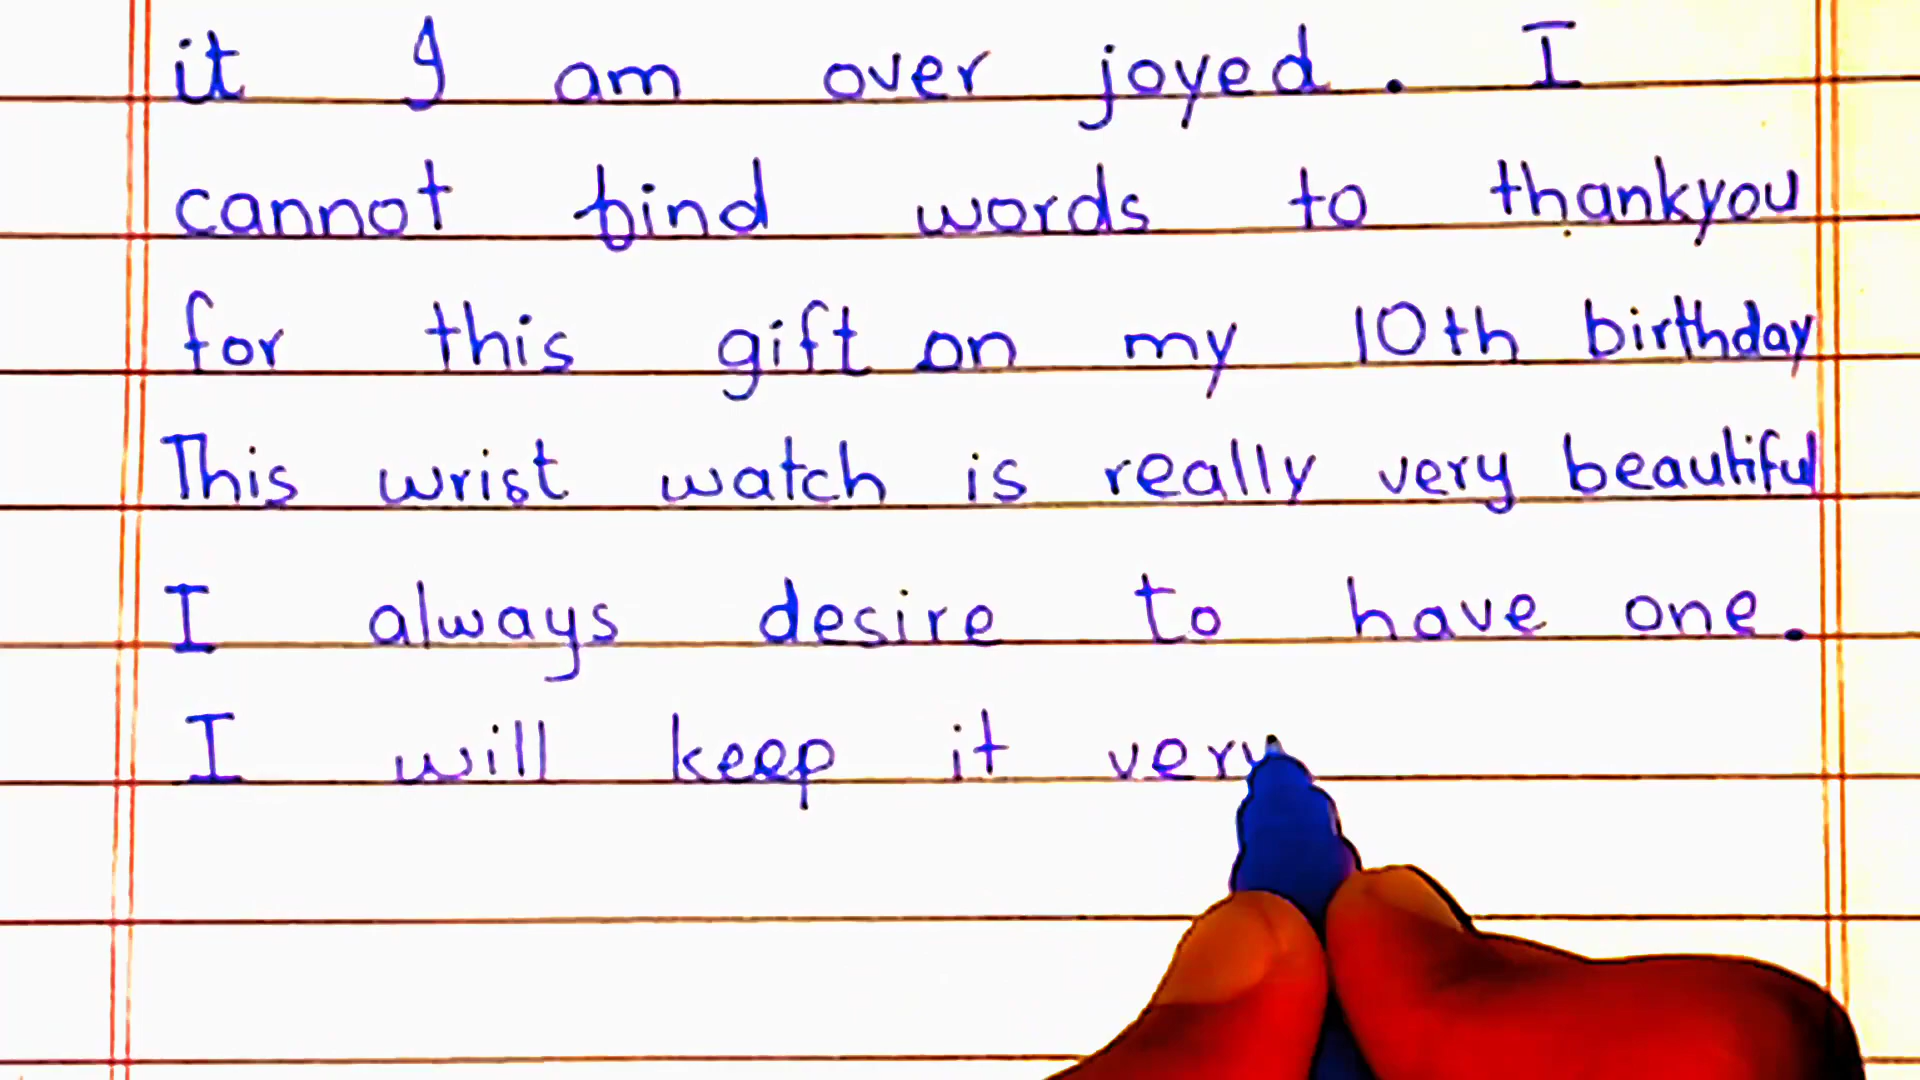 it I am over joyed. I
cannot find words to thankyou
for this gift on my 10th birthday
This wrist watch is really very beautiful
I always desire to have one.
I will keep it very